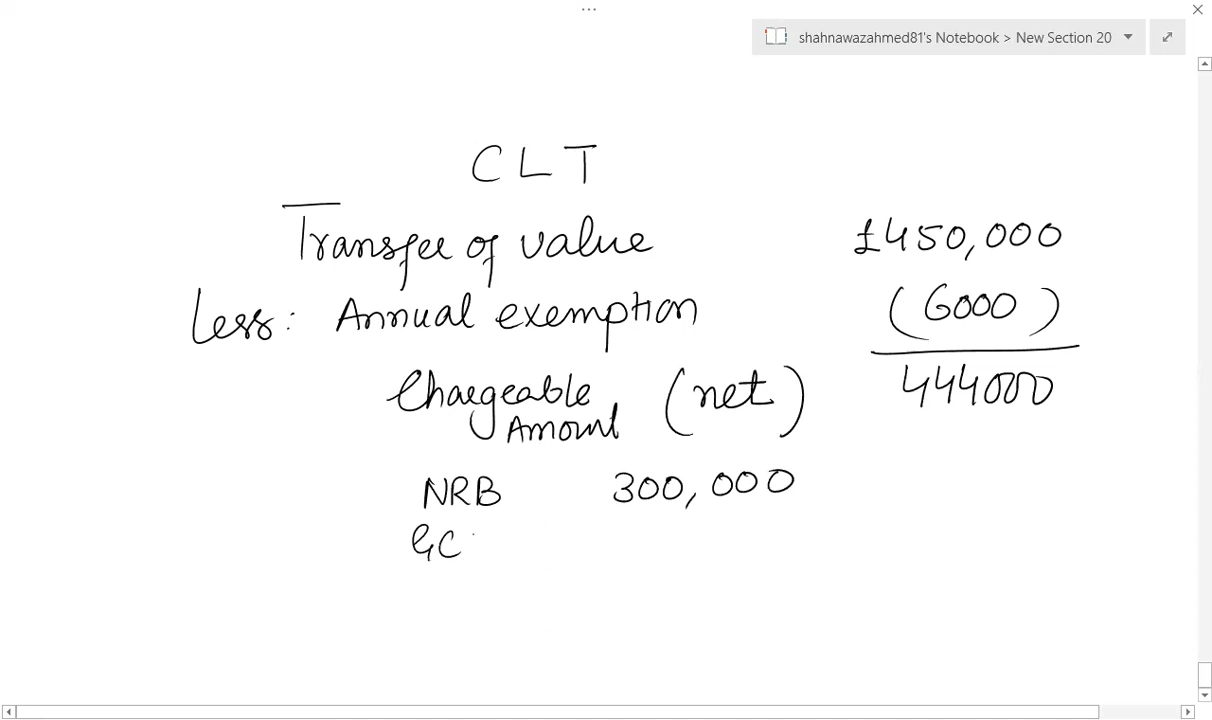 shahnawazahmed81's Notebook > New Section 20
CLT
Transfer of value £450,000
Less: Annual exemption (6000)
Chargeable Amount (net) 444000
NRB 300,000
GC